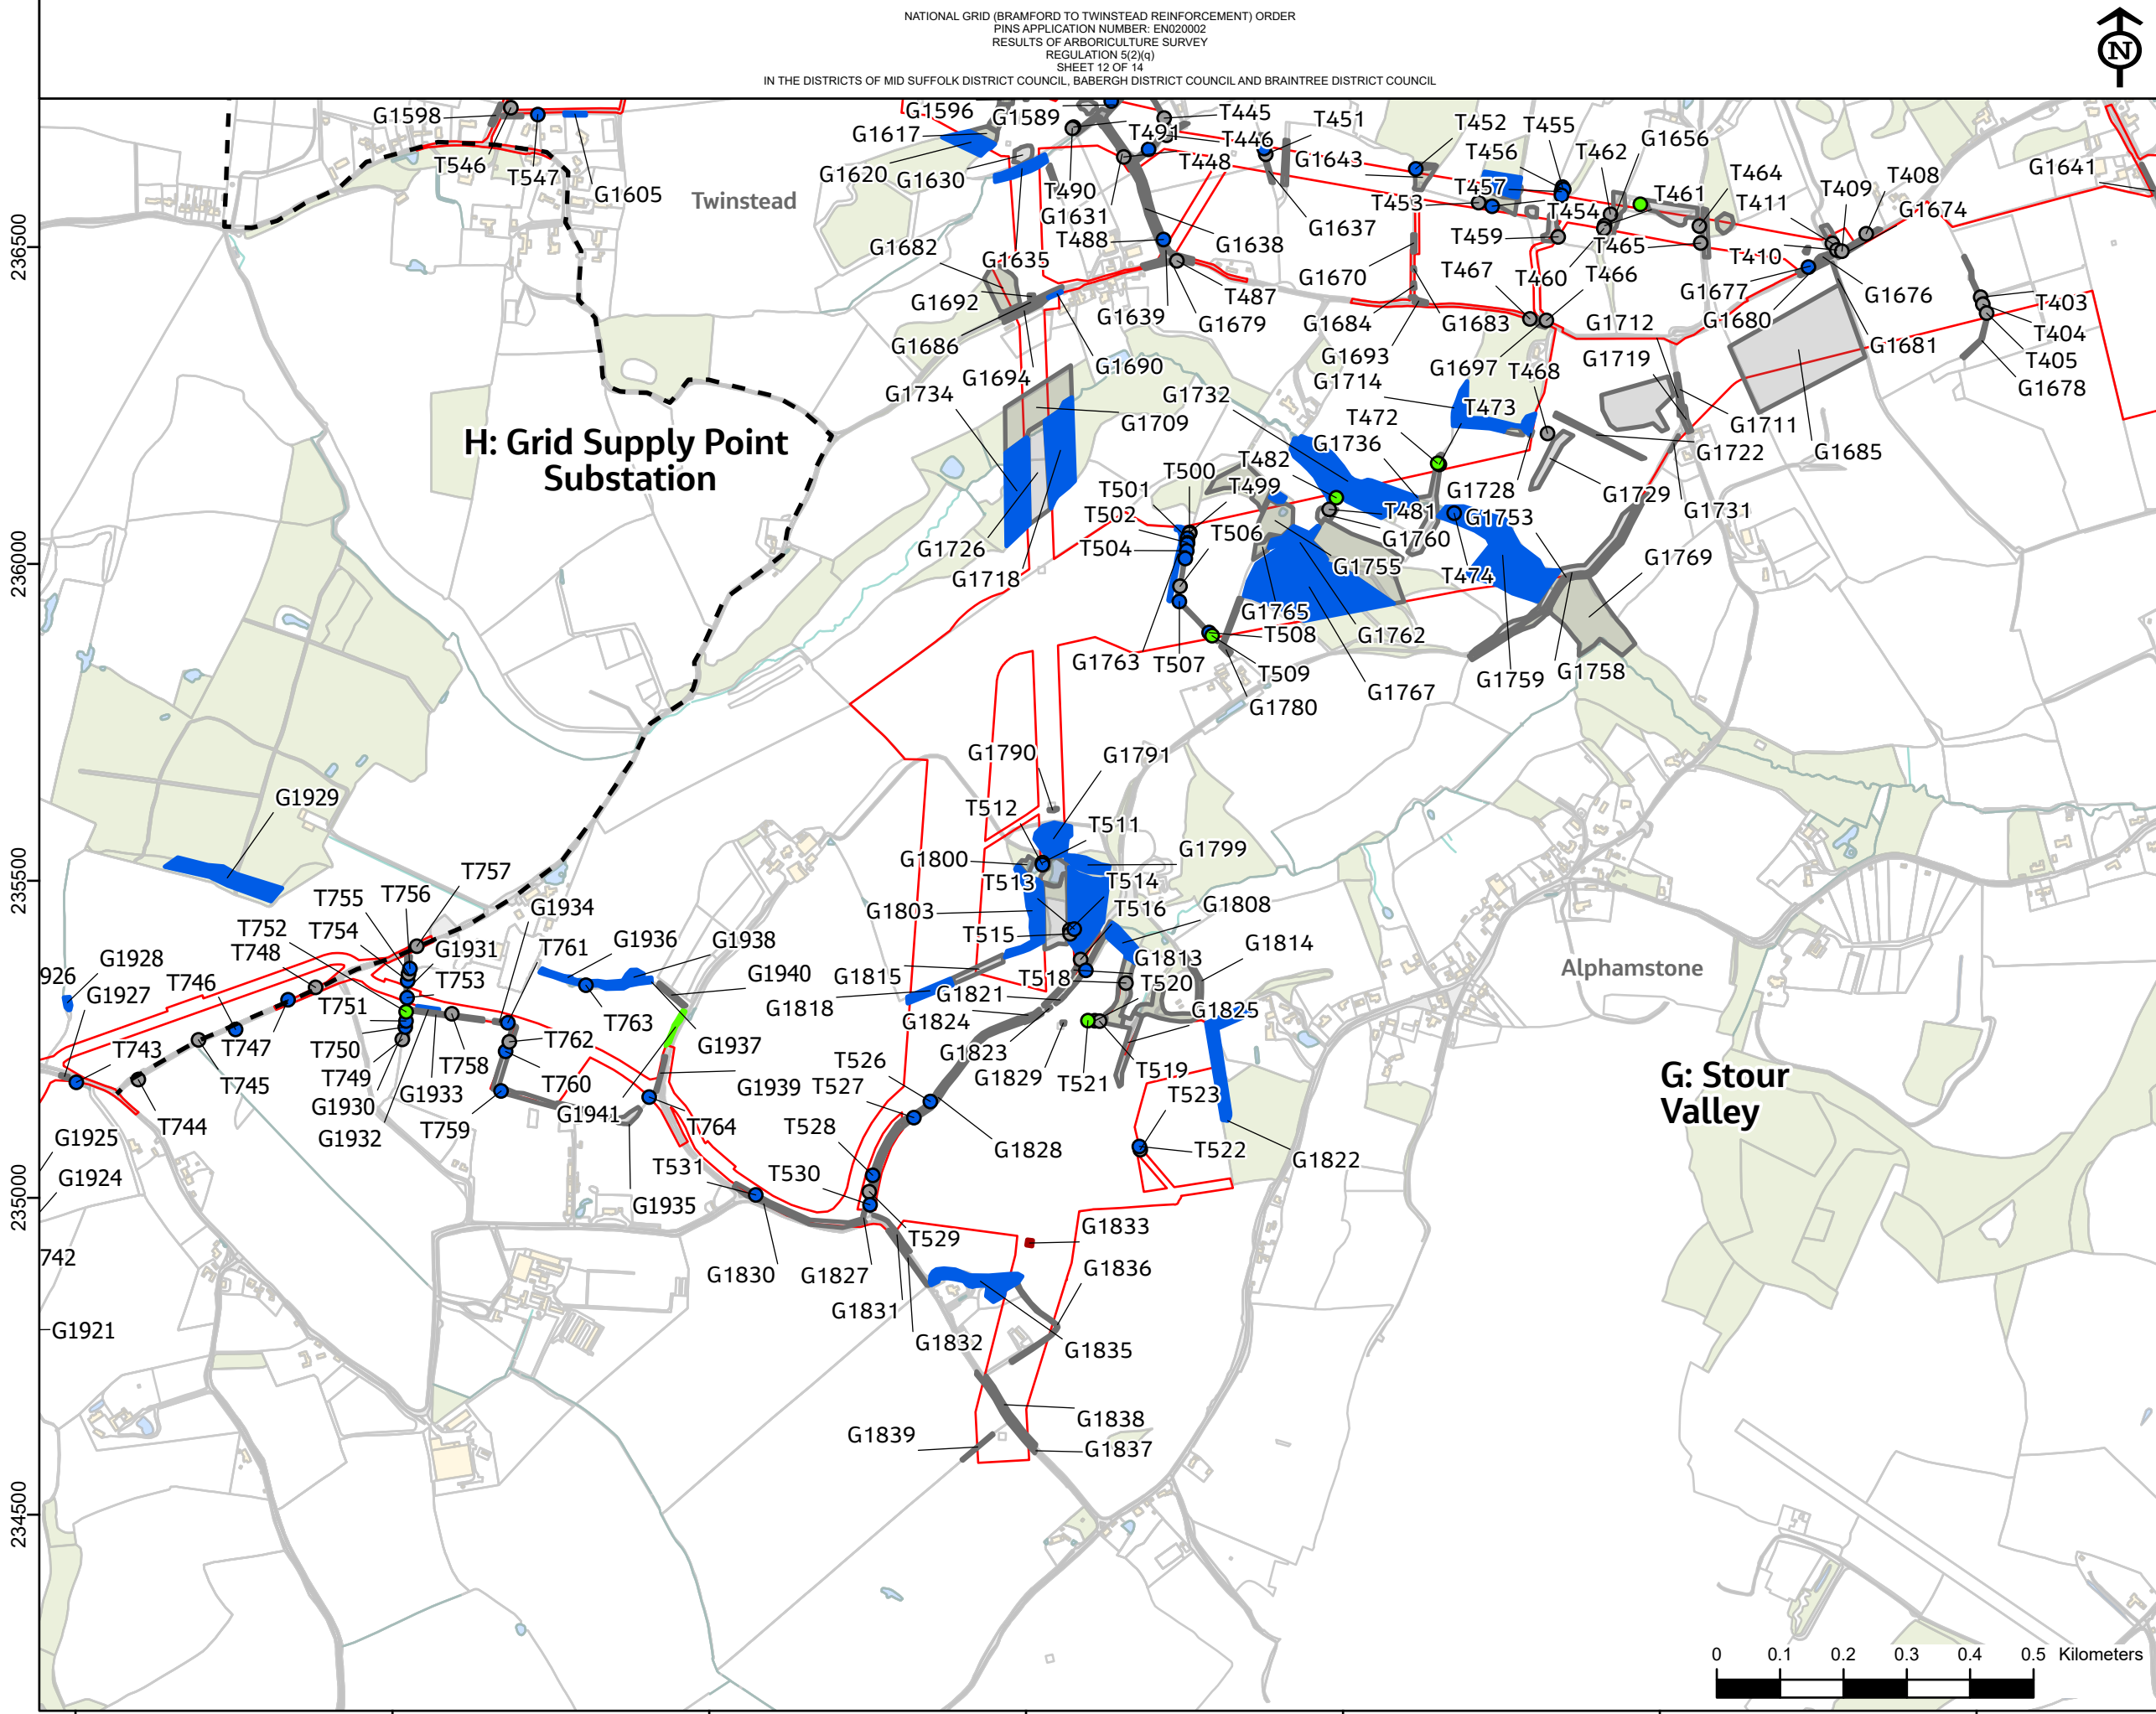 NATIONAL GRID (BRAMFORD TO TWINSTEAD REINFORCEMENT) ORDER
PINS APPLICATION NUMBER: EN020002
RESULTS OF ARBORICULTURE SURVEY
REGULATION 5(2)(q)
SHEET 12 OF 14
IN THE DISTRICTS OF MID SUFFOLK DISTRICT COUNCIL, BABERGH DISTRICT COUNCIL AND BRAINTREE DISTRICT COUNCIL
N
G1598
T546
T547
G1605
Twinstead
G1596
G1589
G1617
G1620
G1630
T490
G1631
T488
G1635
T445
T491
T446
T448
T451
G1643
G1637
G1638
T487
G1639
G1679
G1682
G1692
G1686
G1694
G1690
T452
T455
T456
T457
T453
T454
T462
G1656
T461
T464
T411
T409
T408
G1674
G1641
T459
T465
T410
G1670
T467
T460
T466
G1677
G1676
G1684
G1683
G1712
G1680
G1681
T403
T404
T405
G1678
G1693
G1697
T468
G1719
G1714
T473
T472
G1711
G1722
G1685
G1734
G1709
G1732
G1736
T482
T500
T499
T501
T502
T504
T506
G1726
G1718
T481
G1760
G1728
G1753
G1729
G1731
T474
G1769
G1755
G1765
T508
G1762
G1763
T507
T509
G1780
G1767
G1759
G1758
H: Grid Supply Point
Substation
236500
236000
235500
235000
234500
G1790
G1791
T512
T511
G1800
G1799
T513
T514
G1803
T516
G1808
T515
G1814
G1815
G1813
T518
T520
G1818
G1821
G1825
G1824
G1823
G1829
T521
T519
T523
T522
G1822
T526
T527
G1828
T528
T530
T531
T529
G1830
G1827
G1831
G1832
G1833
G1836
G1835
G1838
G1837
G1839
G1929
T757
T756
T755
T754
T752
T748
G1931
T753
G1934
T761
G1936
G1938
G1940
926
G1928
G1927
T746
T751
T743
T747
T750
T749
T745
G1930
G1932
G1933
T758
T762
T763
G1937
T760
G1939
T759
G1941
T764
T744
G1935
G1925
G1924
742
G1921
Alphamstone
G: Stour
Valley
0 0.1 0.2 0.3 0.4 0.5 Kilometers